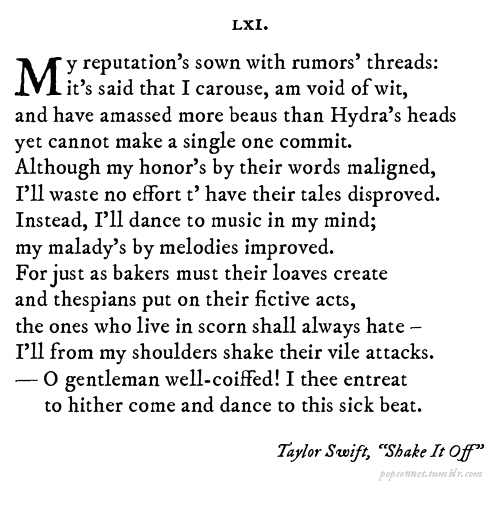 LXI.
My reputation's sown with rumors' threads:
it's said that I carouse, am void of wit,
and have amassed more beaus than Hydra's heads
yet cannot make a single one commit.
Although my honor's by their words maligned,
I'll waste no effort t' have their tales disproved.
Instead, I'll dance to music in my mind;
my malady's by melodies improved.
For just as bakers must their loaves create
and thespians put on their fictive acts,
the ones who live in scorn shall always hate –
I'll from my shoulders shake their vile attacks.
— O gentleman well-coiffed! I thee entreat
to hither come and dance to this sick beat.
Taylor Swift, “Shake It Off”
popsonnet.tumblr.com